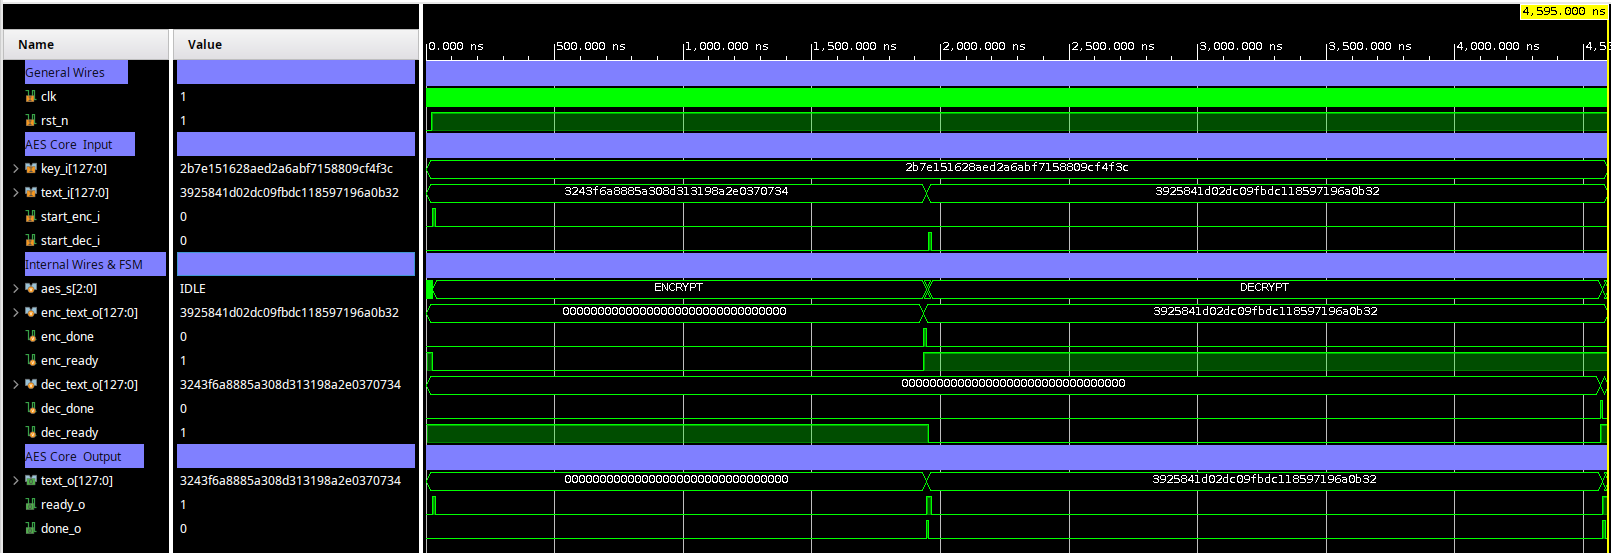 4,595.000 ns
Name Value 0.000 ns 500.000 ns 1,000.000 ns 1,500.000 ns 2,000.000 ns 2,500.000 ns 3,000.000 ns 3,500.000 ns 4,000.000 ns
General Wires
clk 1
rst_n 1
AES Core Input
key_i[127:0] 2b7e151628aed2a6abf7158809cf4f3c 2b7e151628aed2a6abf7158809cf4f3c
text_i[127:0] 3925841d02dc09fbdc118597196a0b32 3243f6a8885a308d313198a2e0370734 3925841d02dc09fbdc118597196a0b32
start_enc_i 0
start_dec_i 0
Internal Wires & FSM
aes_s[2:0] IDLE ENCRYPT DECRYPT
enc_text_o[127:0] 3925841d02dc09fbdc118597196a0b32 00000000000000000000000000000000 3925841d02dc09fbdc118597196a0b32
enc_done 0
enc_ready 1
dec_text_o[127:0] 3243f6a8885a308d313198a2e0370734 00000000000000000000000000000000
dec_done 0
dec_ready 1
AES Core Output
text_o[127:0] 3243f6a8885a308d313198a2e0370734 00000000000000000000000000000000 3925841d02dc09fbdc118597196a0b32
ready_o 1
done_o 0